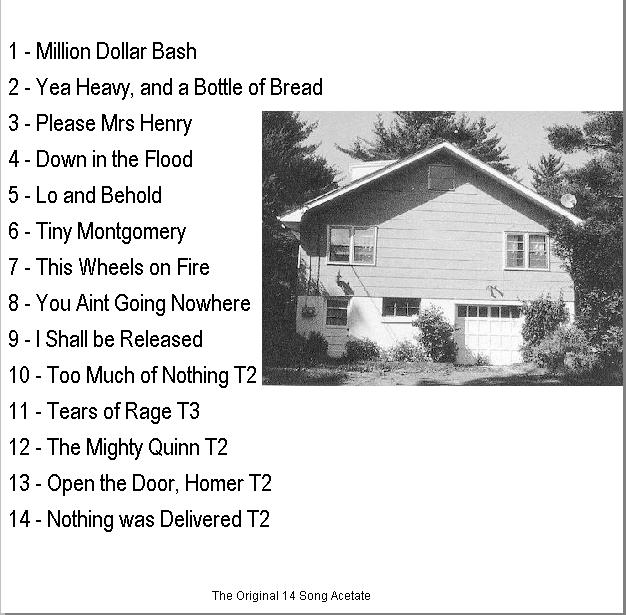 1 - Million Dollar Bash
2 - Yea Heavy, and a Bottle of Bread
3 - Please Mrs Henry
4 - Down in the Flood
5 - Lo and Behold
6 - Tiny Montgomery
7 - This Wheels on Fire
8 - You Aint Going Nowhere
9 - I Shall be Released
10 - Too Much of Nothing T2
11 - Tears of Rage T3
12 - The Mighty Quinn T2
13 - Open the Door, Homer T2
14 - Nothing was Delivered T2
The Original 14 Song Acetate